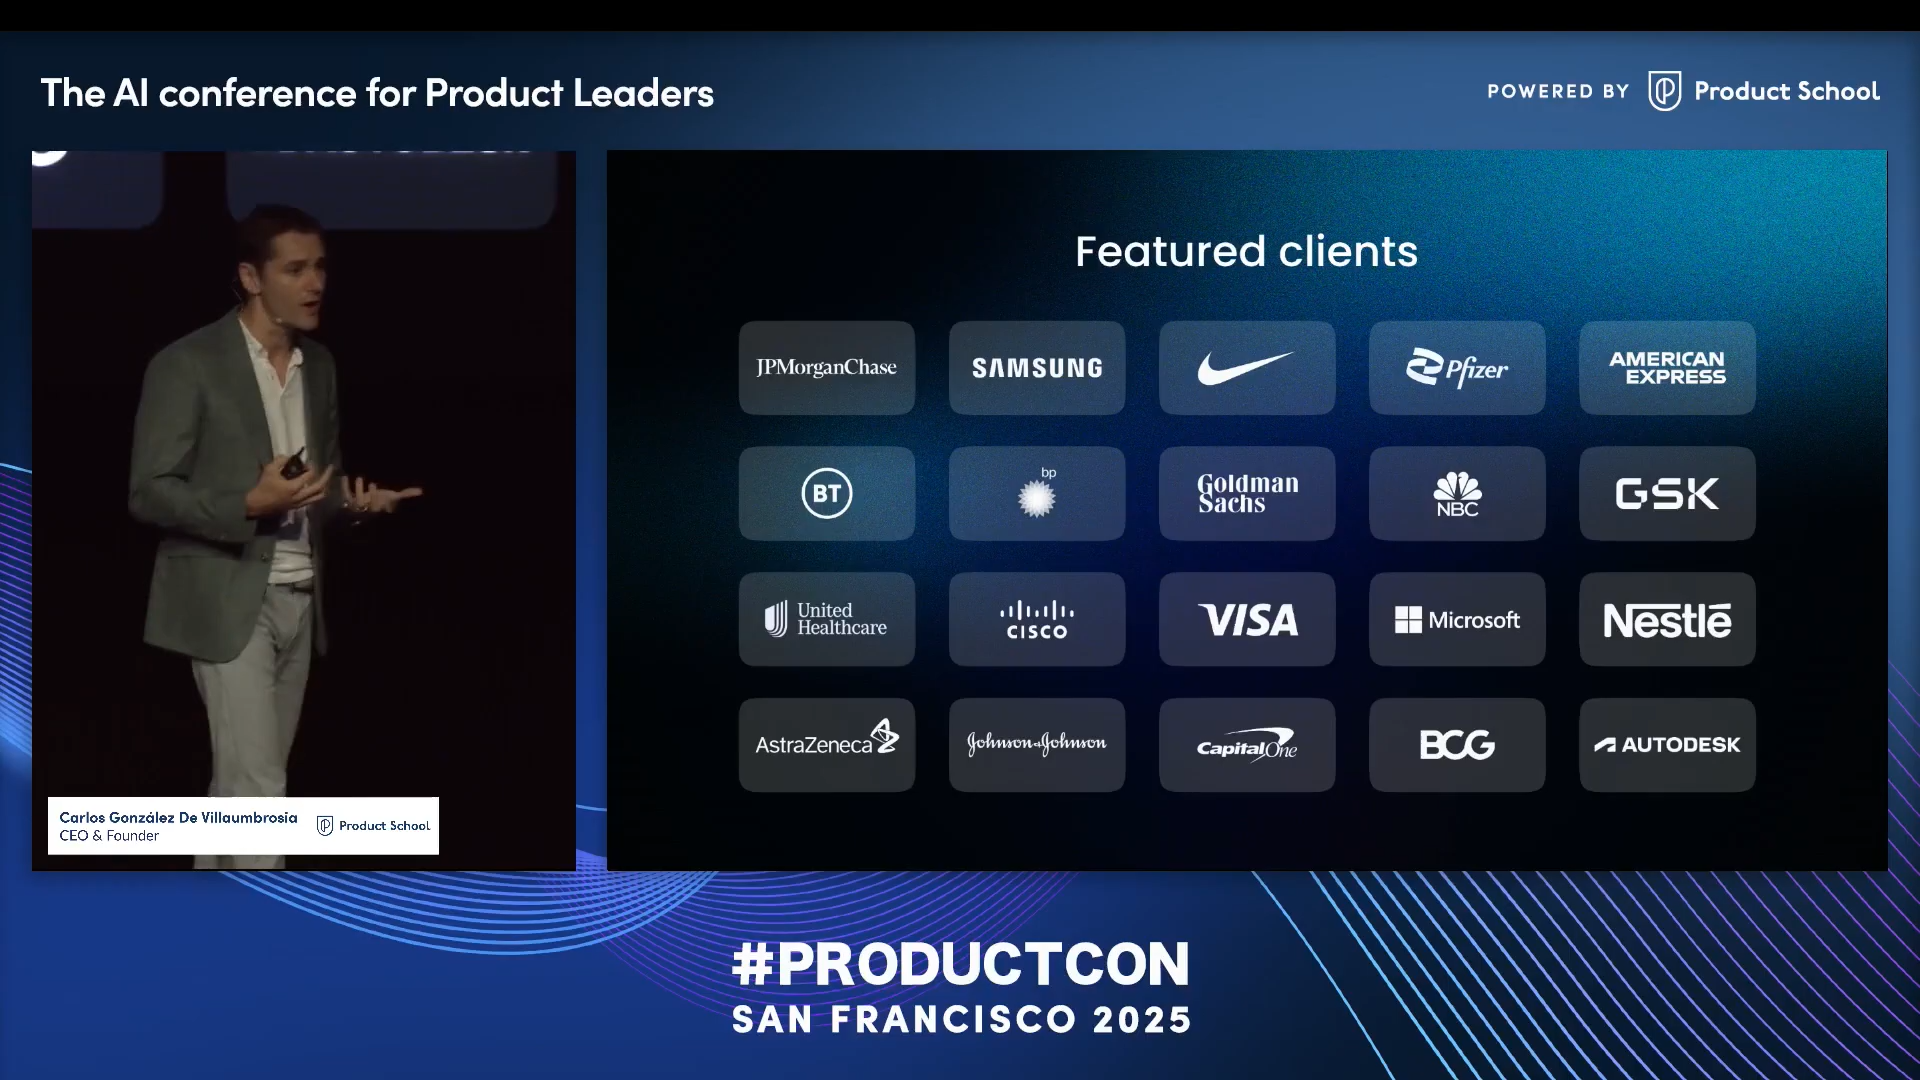 The AI conference for Product Leaders
POWERED BY Product School
Featured clients
JPMorganChase
SAMSUNG
Pfizer
AMERICAN
EXPRESS
BT
bp
Goldman
Sachs
NBC
GSK
United
Healthcare
CISCO
VISA
Microsoft
Nestlé
AstraZeneca
Johnson&Johnson
CapitalOne
BCG
AUTODESK
Carlos González De Villaumbrosia
CEO & Founder
Product School
#PRODUCTCON
SAN FRANCISCO 2025